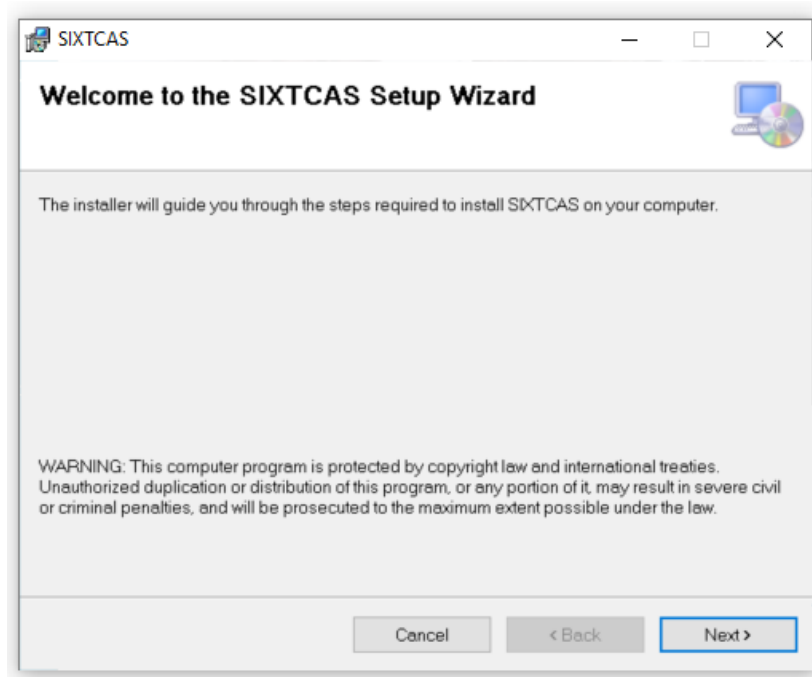 SIXTCAS
Welcome to the SIXTCAS Setup Wizard
The installer will guide you through the steps required to install SIXTCAS on your computer.
WARNING: This computer program is protected by copyright law and international treaties.
Unauthorized duplication or distribution of this program, or any portion of it, may result in severe civil
or criminal penalties, and will be prosecuted to the maximum extent possible under the law.
Cancel
< Back
Next >